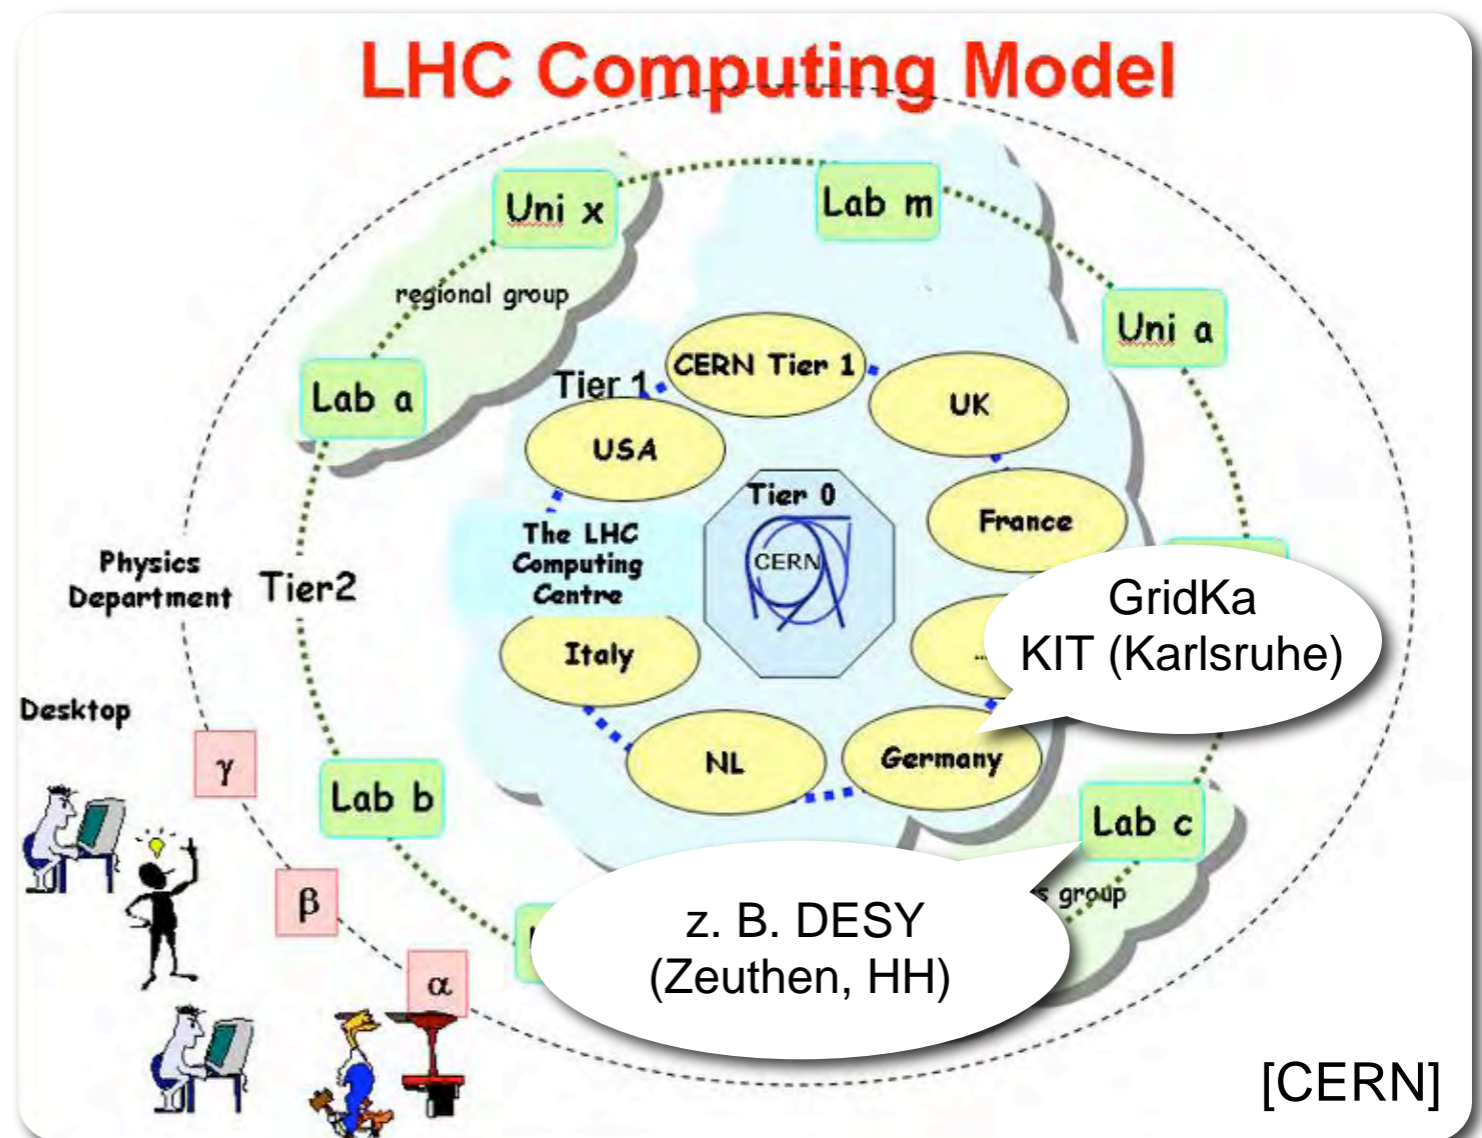 LHC Computing Model
Uni x
Lab m
regional group
Uni a
CERN Tier 1
Tier 1
Lab a
UK
USA
Tier 0
France
The LHC
Computing
Centre
CERN
Physics
Department
Tier2
GridKa
KIT (Karlsruhe)
Italy
Desktop
γ
NL
Germany
Lab b
Lab c
β
group
z. B. DESY
(Zeuthen, HH)
α
[CERN]